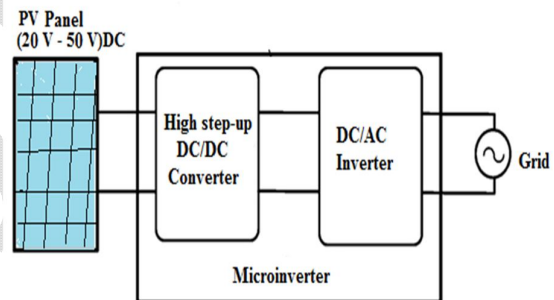 PV Panel
(20 V - 50 V)DC
High step-up
DC/DC
Converter
DC/AC
Inverter
Grid
Microinverter